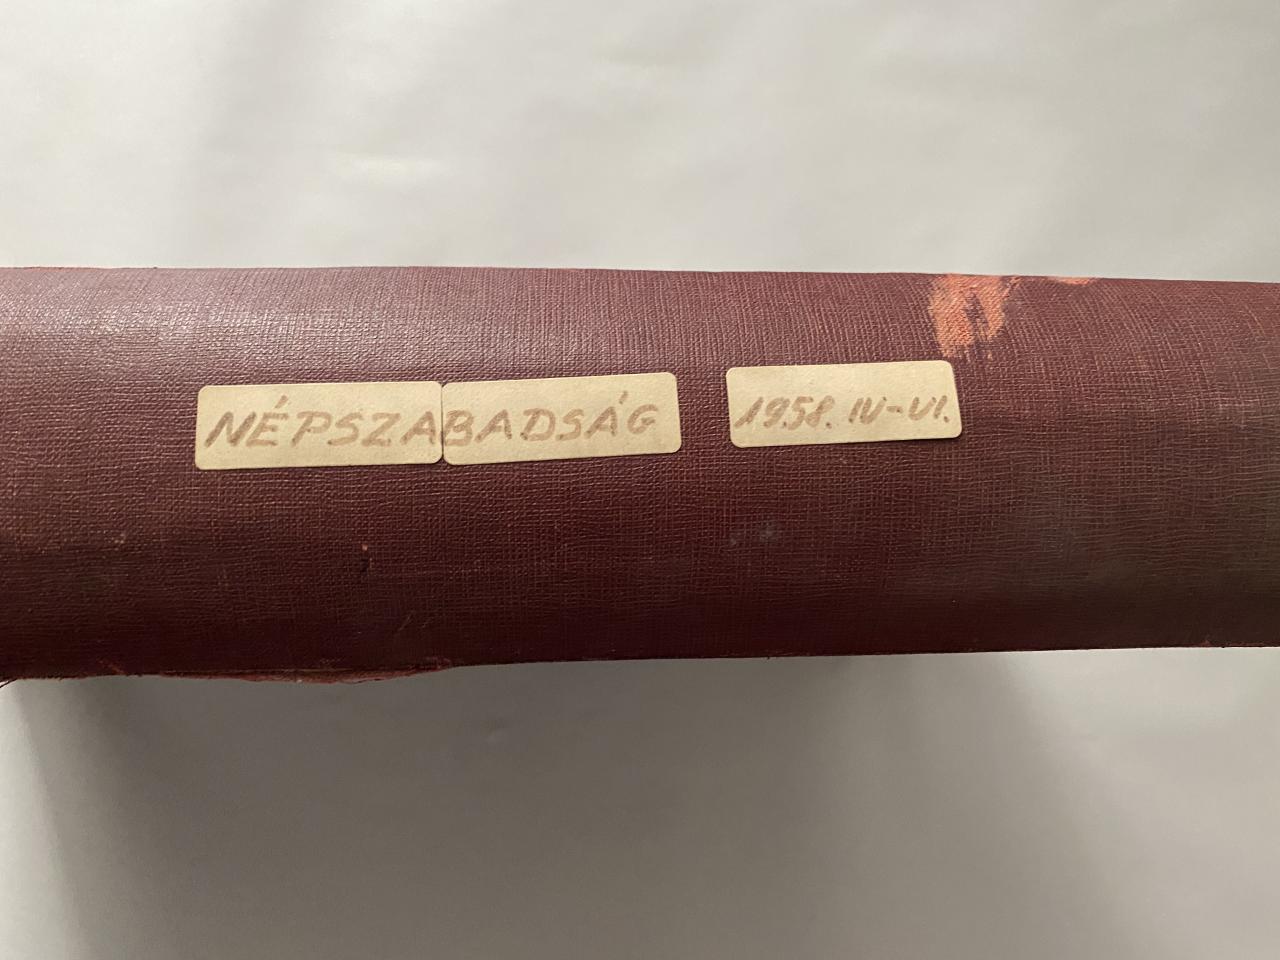 NÉPSZABADSÁG 1958. IV-VI.